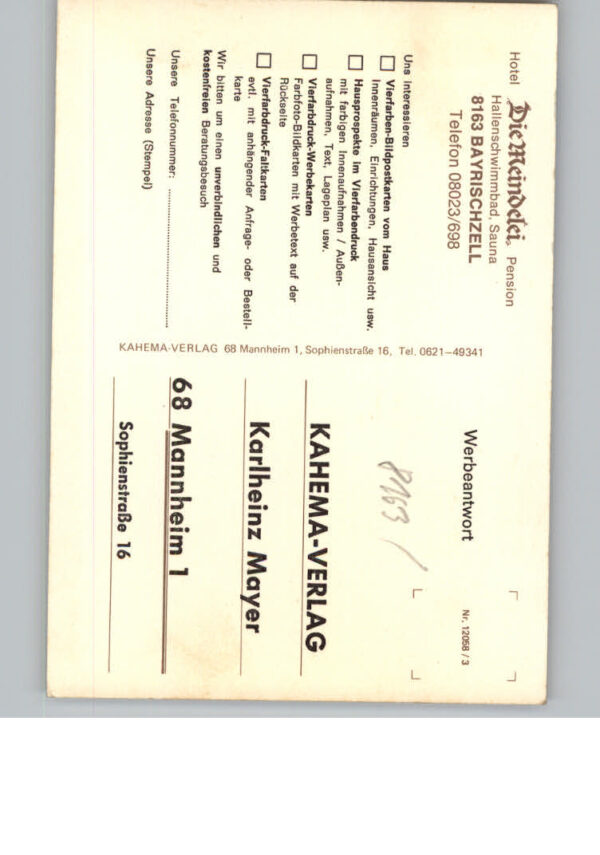 Hotel Die Meindelei, Pension
Hallenschwimmbad, Sauna
8163 BAYRISCHZELL
Telefon 08023/698
Uns interessieren
Vierfarben-Bildpostkarten vom Haus
Innenräumen, Einrichtungen, Hausansicht usw.
Hausprospekte im Vierfarbendruck
mit farbigen Innenaufnahmen / Außen-
aufnahmen, Text, Lageplan usw.
Vierfarbdruck-Werbekarten
Farbfoto-Bildkarten mit Werbetext auf der
Rückseite
Vierfarbdruck-Faltkarten
evtl. mit anhängender Anfrage- oder Bestell-
karte
Wir bitten um einen unverbindlichen und
kostenfreien Beratungsbesuch
Unsere Telefonnummer: ........................
Unsere Adresse (Stempel)
KAHEMA-VERLAG 68 Mannheim 1, Sophienstraße 16, Tel. 0621—49341
Nr. 12058 / 3
Werbeantwort
8163 /
KAHEMA-VERLAG
Karlheinz Mayer
68 Mannheim 1
Sophienstraße 16